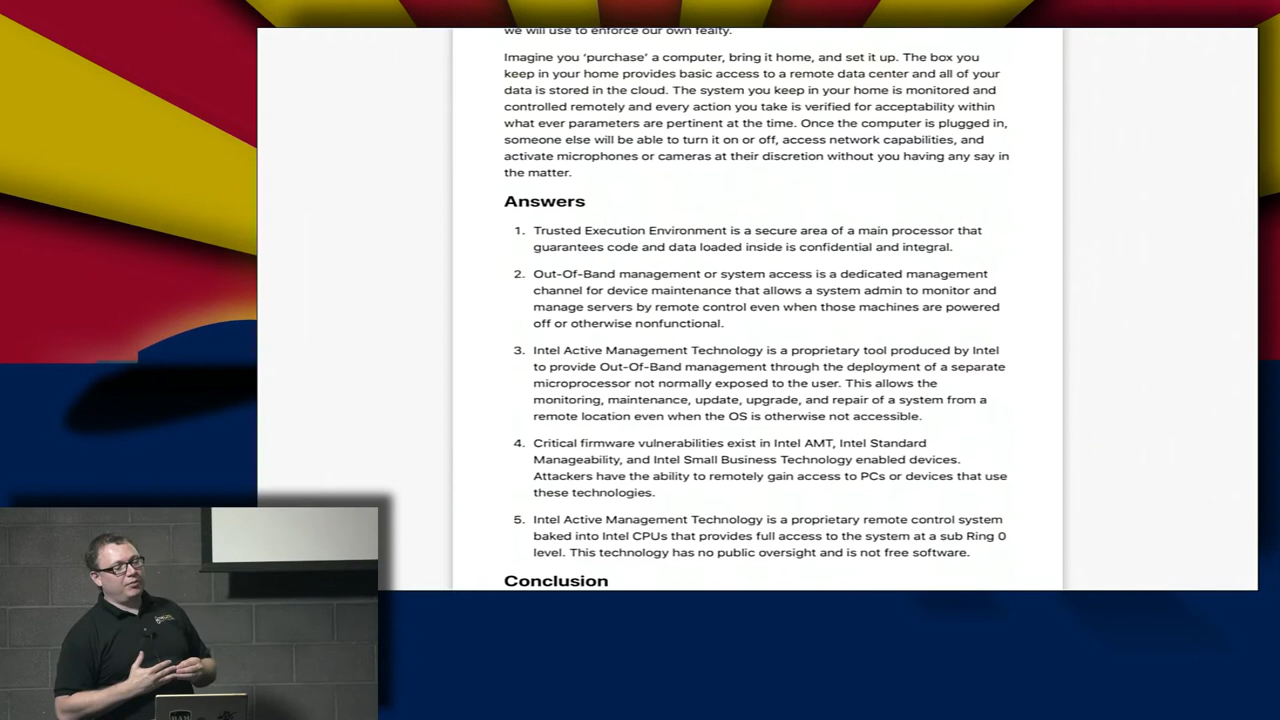 we will use to enforce our own fealty.
Imagine you ‘purchase’ a computer, bring it home, and set it up. The box you
keep in your home provides basic access to a remote data center and all of your
data is stored in the cloud. The system you keep in your home is monitored and
controlled remotely and every action you take is verified for acceptability within
what ever parameters are pertinent at the time. Once the computer is plugged in,
someone else will be able to turn it on or off, access network capabilities, and
activate microphones or cameras at their discretion without you having any say in
the matter.
Answers
1. Trusted Execution Environment is a secure area of a main processor that
guarantees code and data loaded inside is confidential and integral.
2. Out-Of-Band management or system access is a dedicated management
channel for device maintenance that allows a system admin to monitor and
manage servers by remote control even when those machines are powered
off or otherwise nonfunctional.
3. Intel Active Management Technology is a proprietary tool produced by Intel
to provide Out-Of-Band management through the deployment of a separate
microprocessor not normally exposed to the user. This allows the
monitoring, maintenance, update, upgrade, and repair of a system from a
remote location even when the OS is otherwise not accessible.
4. Critical firmware vulnerabilities exist in Intel AMT, Intel Standard
Manageability, and Intel Small Business Technology enabled devices.
Attackers have the ability to remotely gain access to PCs or devices that use
these technologies.
5. Intel Active Management Technology is a proprietary remote control system
baked into Intel CPUs that provides full access to the system at a sub Ring 0
level. This technology has no public oversight and is not free software.
Conclusion